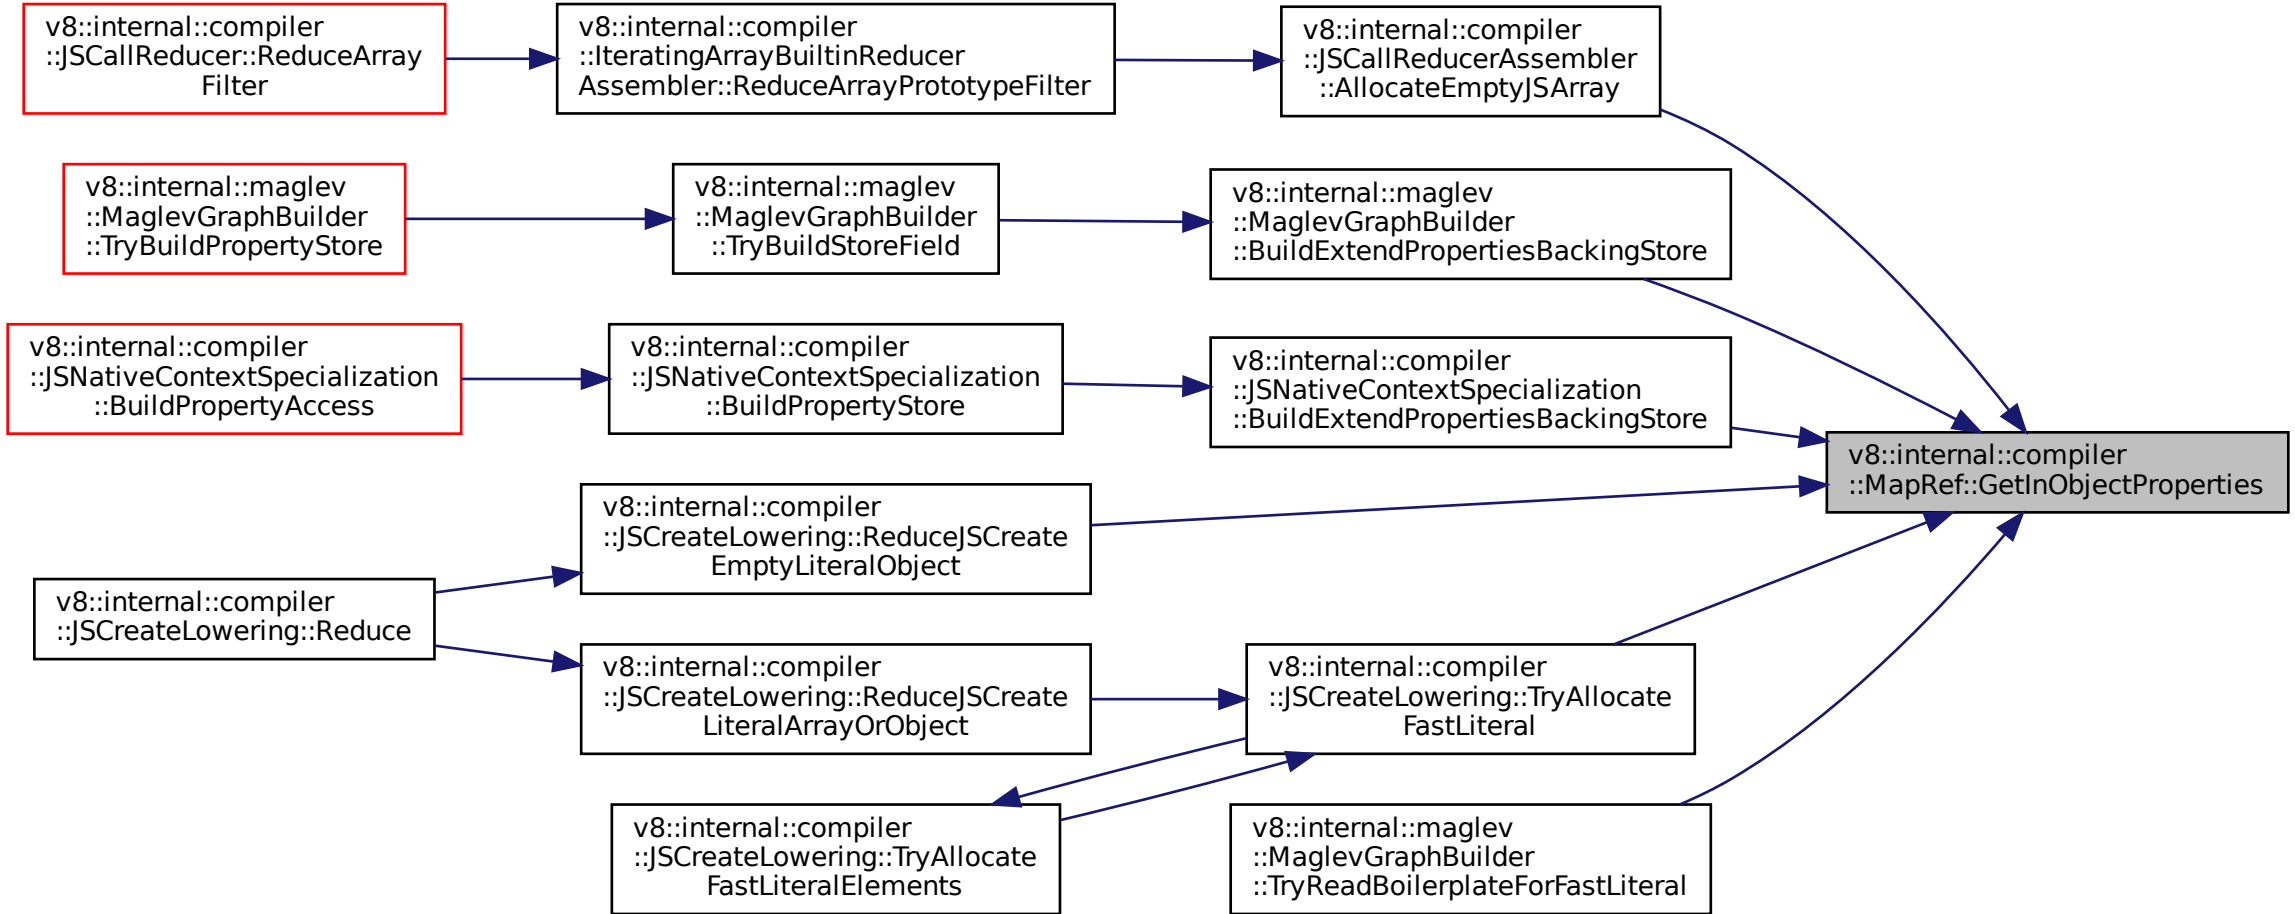 v8::internal::compiler
::JSCallReducer::ReduceArray
Filter
v8::internal::compiler
::IteratingArrayBuiltinReducer
Assembler::ReduceArrayPrototypeFilter
v8::internal::compiler
::JSCallReducerAssembler
::AllocateEmptyJSArray
v8::internal::maglev
::MaglevGraphBuilder
::TryBuildPropertyStore
v8::internal::maglev
::MaglevGraphBuilder
::TryBuildStoreField
v8::internal::maglev
::MaglevGraphBuilder
::BuildExtendPropertiesBackingStore
v8::internal::compiler
::JSNativeContextSpecialization
::BuildPropertyAccess
v8::internal::compiler
::JSNativeContextSpecialization
::BuildPropertyStore
v8::internal::compiler
::JSNativeContextSpecialization
::BuildExtendPropertiesBackingStore
v8::internal::compiler
::MapRef::GetInObjectProperties
v8::internal::compiler
::JSCreateLowering::ReduceJSCreate
EmptyLiteralObject
v8::internal::compiler
::JSCreateLowering::Reduce
v8::internal::compiler
::JSCreateLowering::ReduceJSCreate
LiteralArrayOrObject
v8::internal::compiler
::JSCreateLowering::TryAllocate
FastLiteral
v8::internal::compiler
::JSCreateLowering::TryAllocate
FastLiteralElements
v8::internal::maglev
::MaglevGraphBuilder
::TryReadBoilerplateForFastLiteral